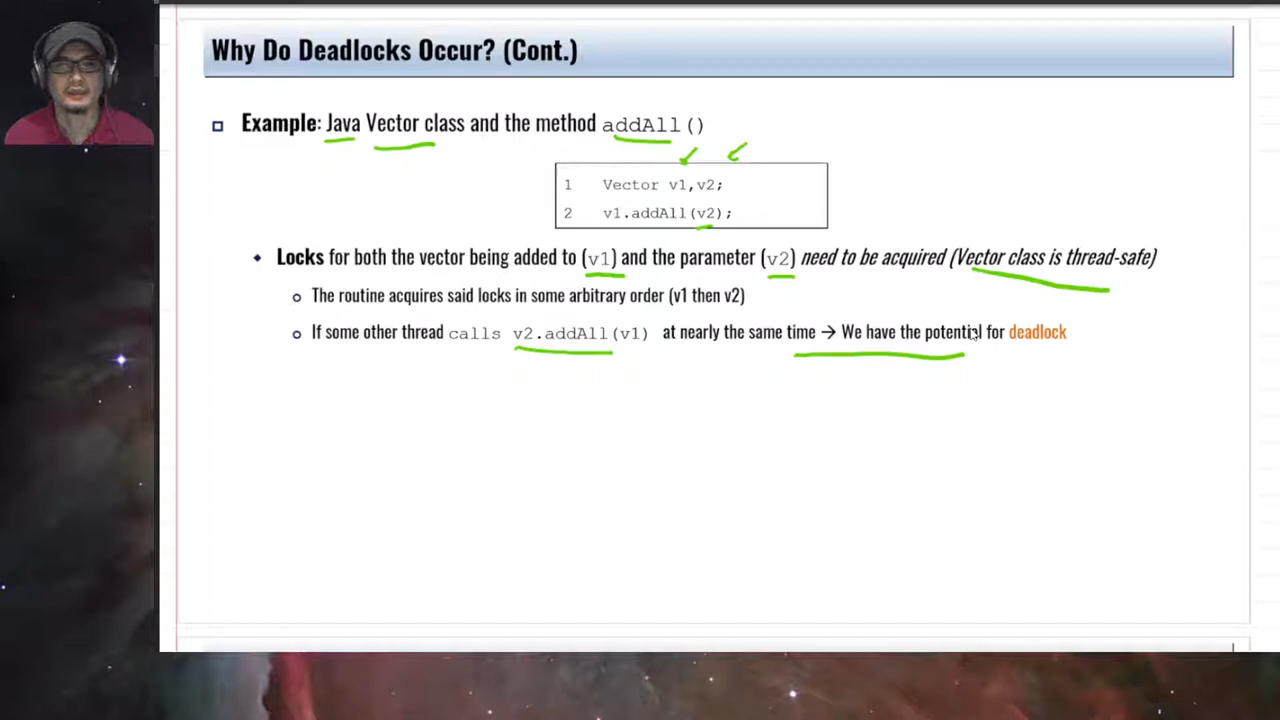 Why Do Deadlocks Occur? (Cont.)
Example: Java Vector class and the method addAll()
1 Vector v1,v2;
2 v1.addAll(v2);
Locks for both the vector being added to (v1) and the parameter (v2) need to be acquired (Vector class is thread-safe)
The routine acquires said locks in some arbitrary order (v1 then v2)
If some other thread calls v2.addAll(v1) at nearly the same time → We have the potential for deadlock